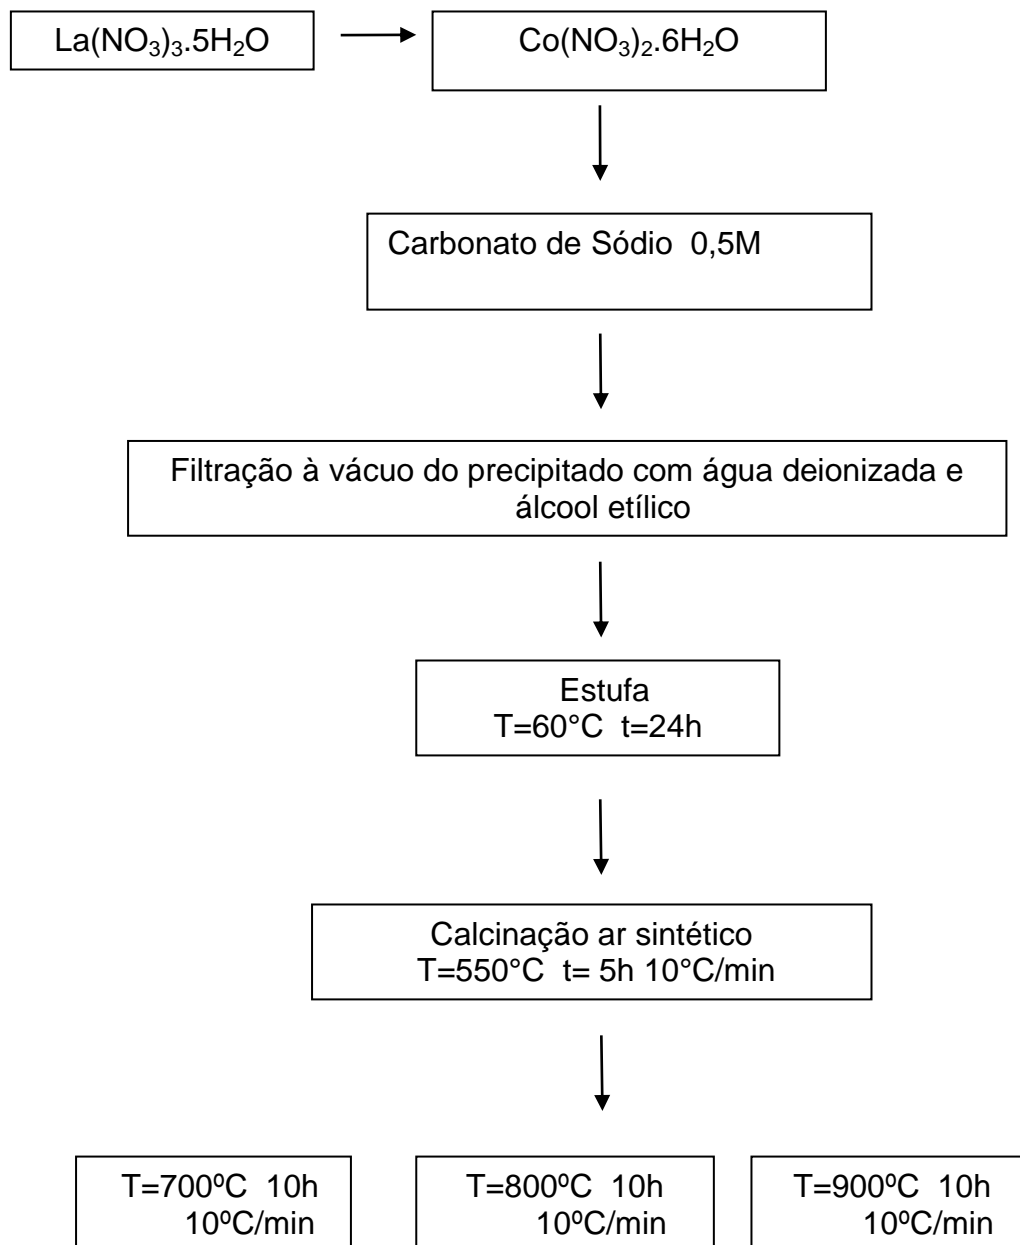 La(NO₃)₃.5H₂O
Co(NO₃)₂.6H₂O
Carbonato de Sódio 0,5M
Filtração à vácuo do precipitado com água deionizada e
álcool etílico
Estufa
T=60°C t=24h
Calcinação ar sintético
T=550°C t= 5h 10°C/min
T=700ºC 10h
10ºC/min
T=800ºC 10h
10ºC/min
T=900ºC 10h
10ºC/min